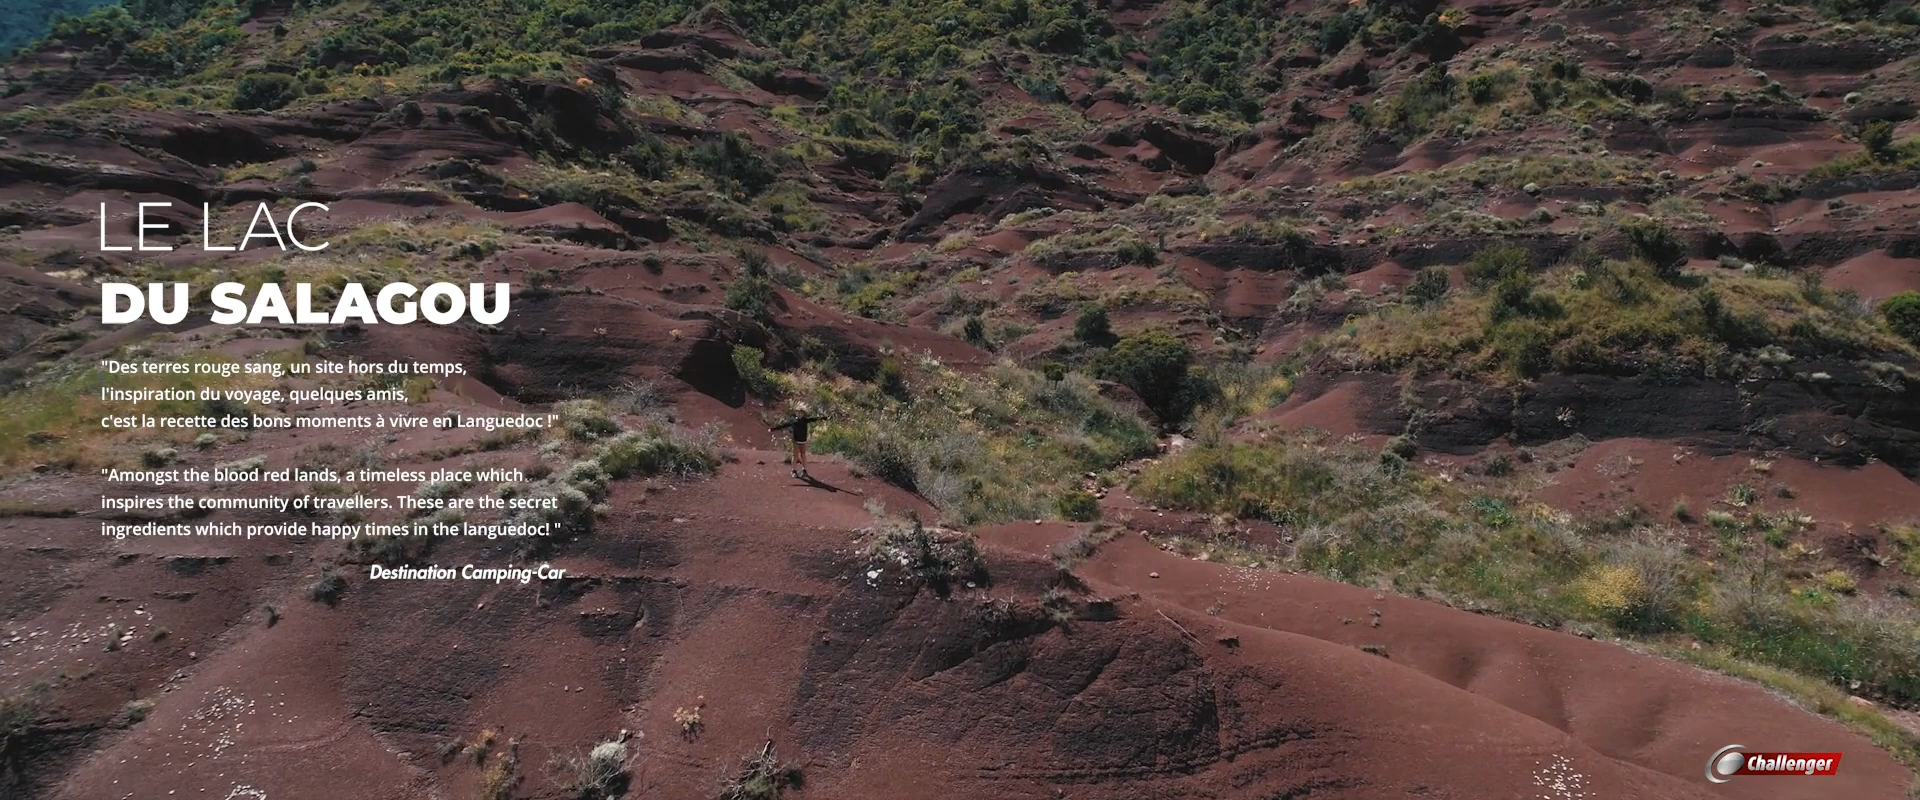 LE LAC
DU SALAGOU
"Des terres rouge sang, un site hors du temps,
l'inspiration du voyage, quelques amis,
c'est la recette des bons moments à vivre en Languedoc !"
"Amongst the blood red lands, a timeless place which
inspires the community of travellers. These are the secret
ingredients which provide happy times in the languedoc! "
Destination Camping-Car
Challenger